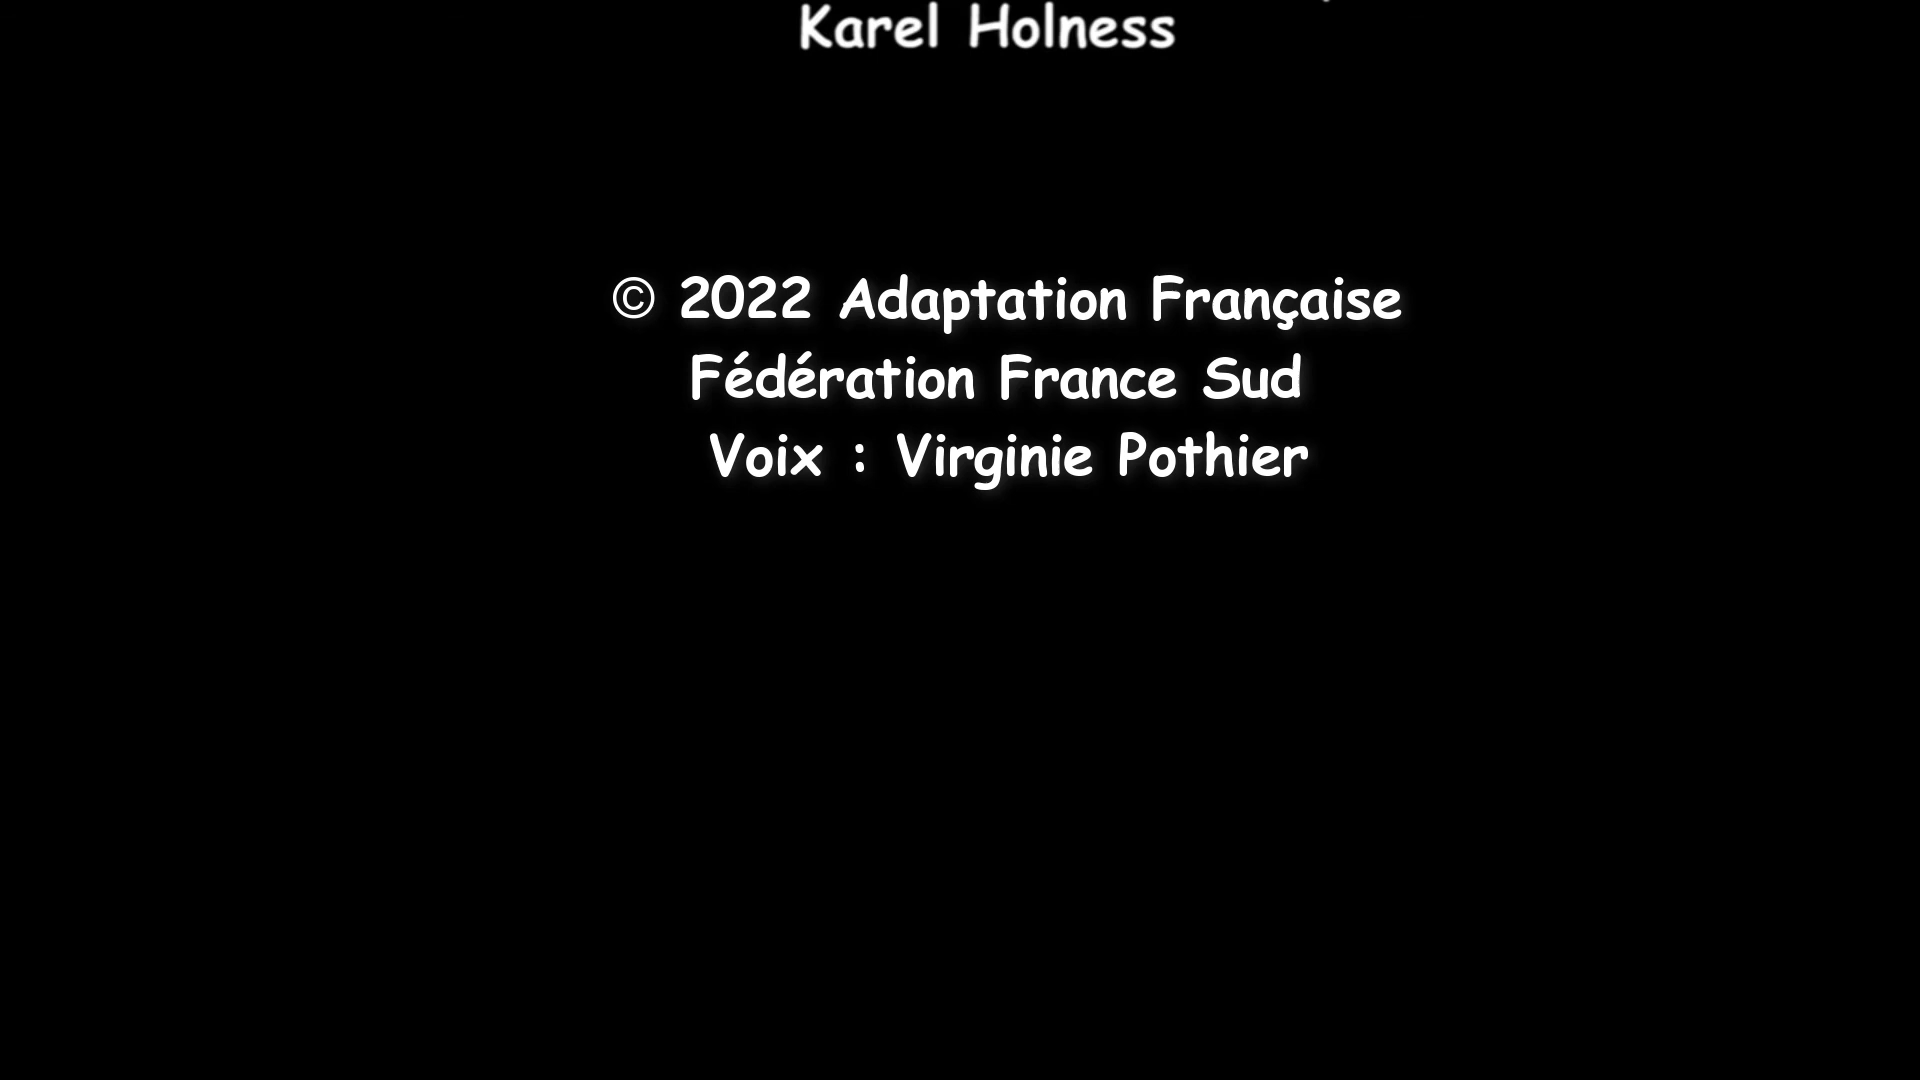 Karel Holness
© 2022 Adaptation Française
Fédération France Sud
Voix : Virginie Pothier